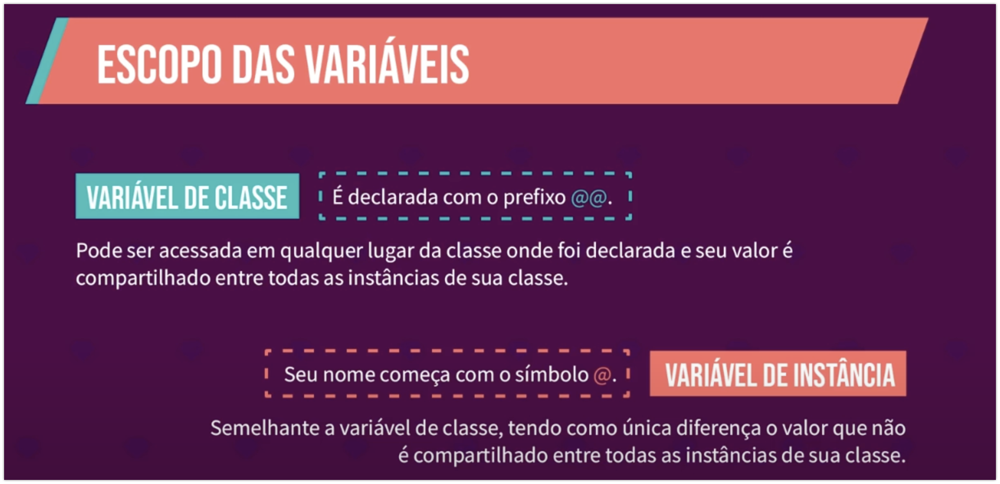 ESCOPO DAS VARIÁVEIS
VARIÁVEL DE CLASSE
É declarada com o prefixo @@.
Pode ser acessada em qualquer lugar da classe onde foi declarada e seu valor é
compartilhado entre todas as instâncias de sua classe.
Seu nome começa com o símbolo @.
VARIÁVEL DE INSTÂNCIA
Semelhante a variável de classe, tendo como única diferença o valor que não
é compartilhado entre todas as instâncias de sua classe.